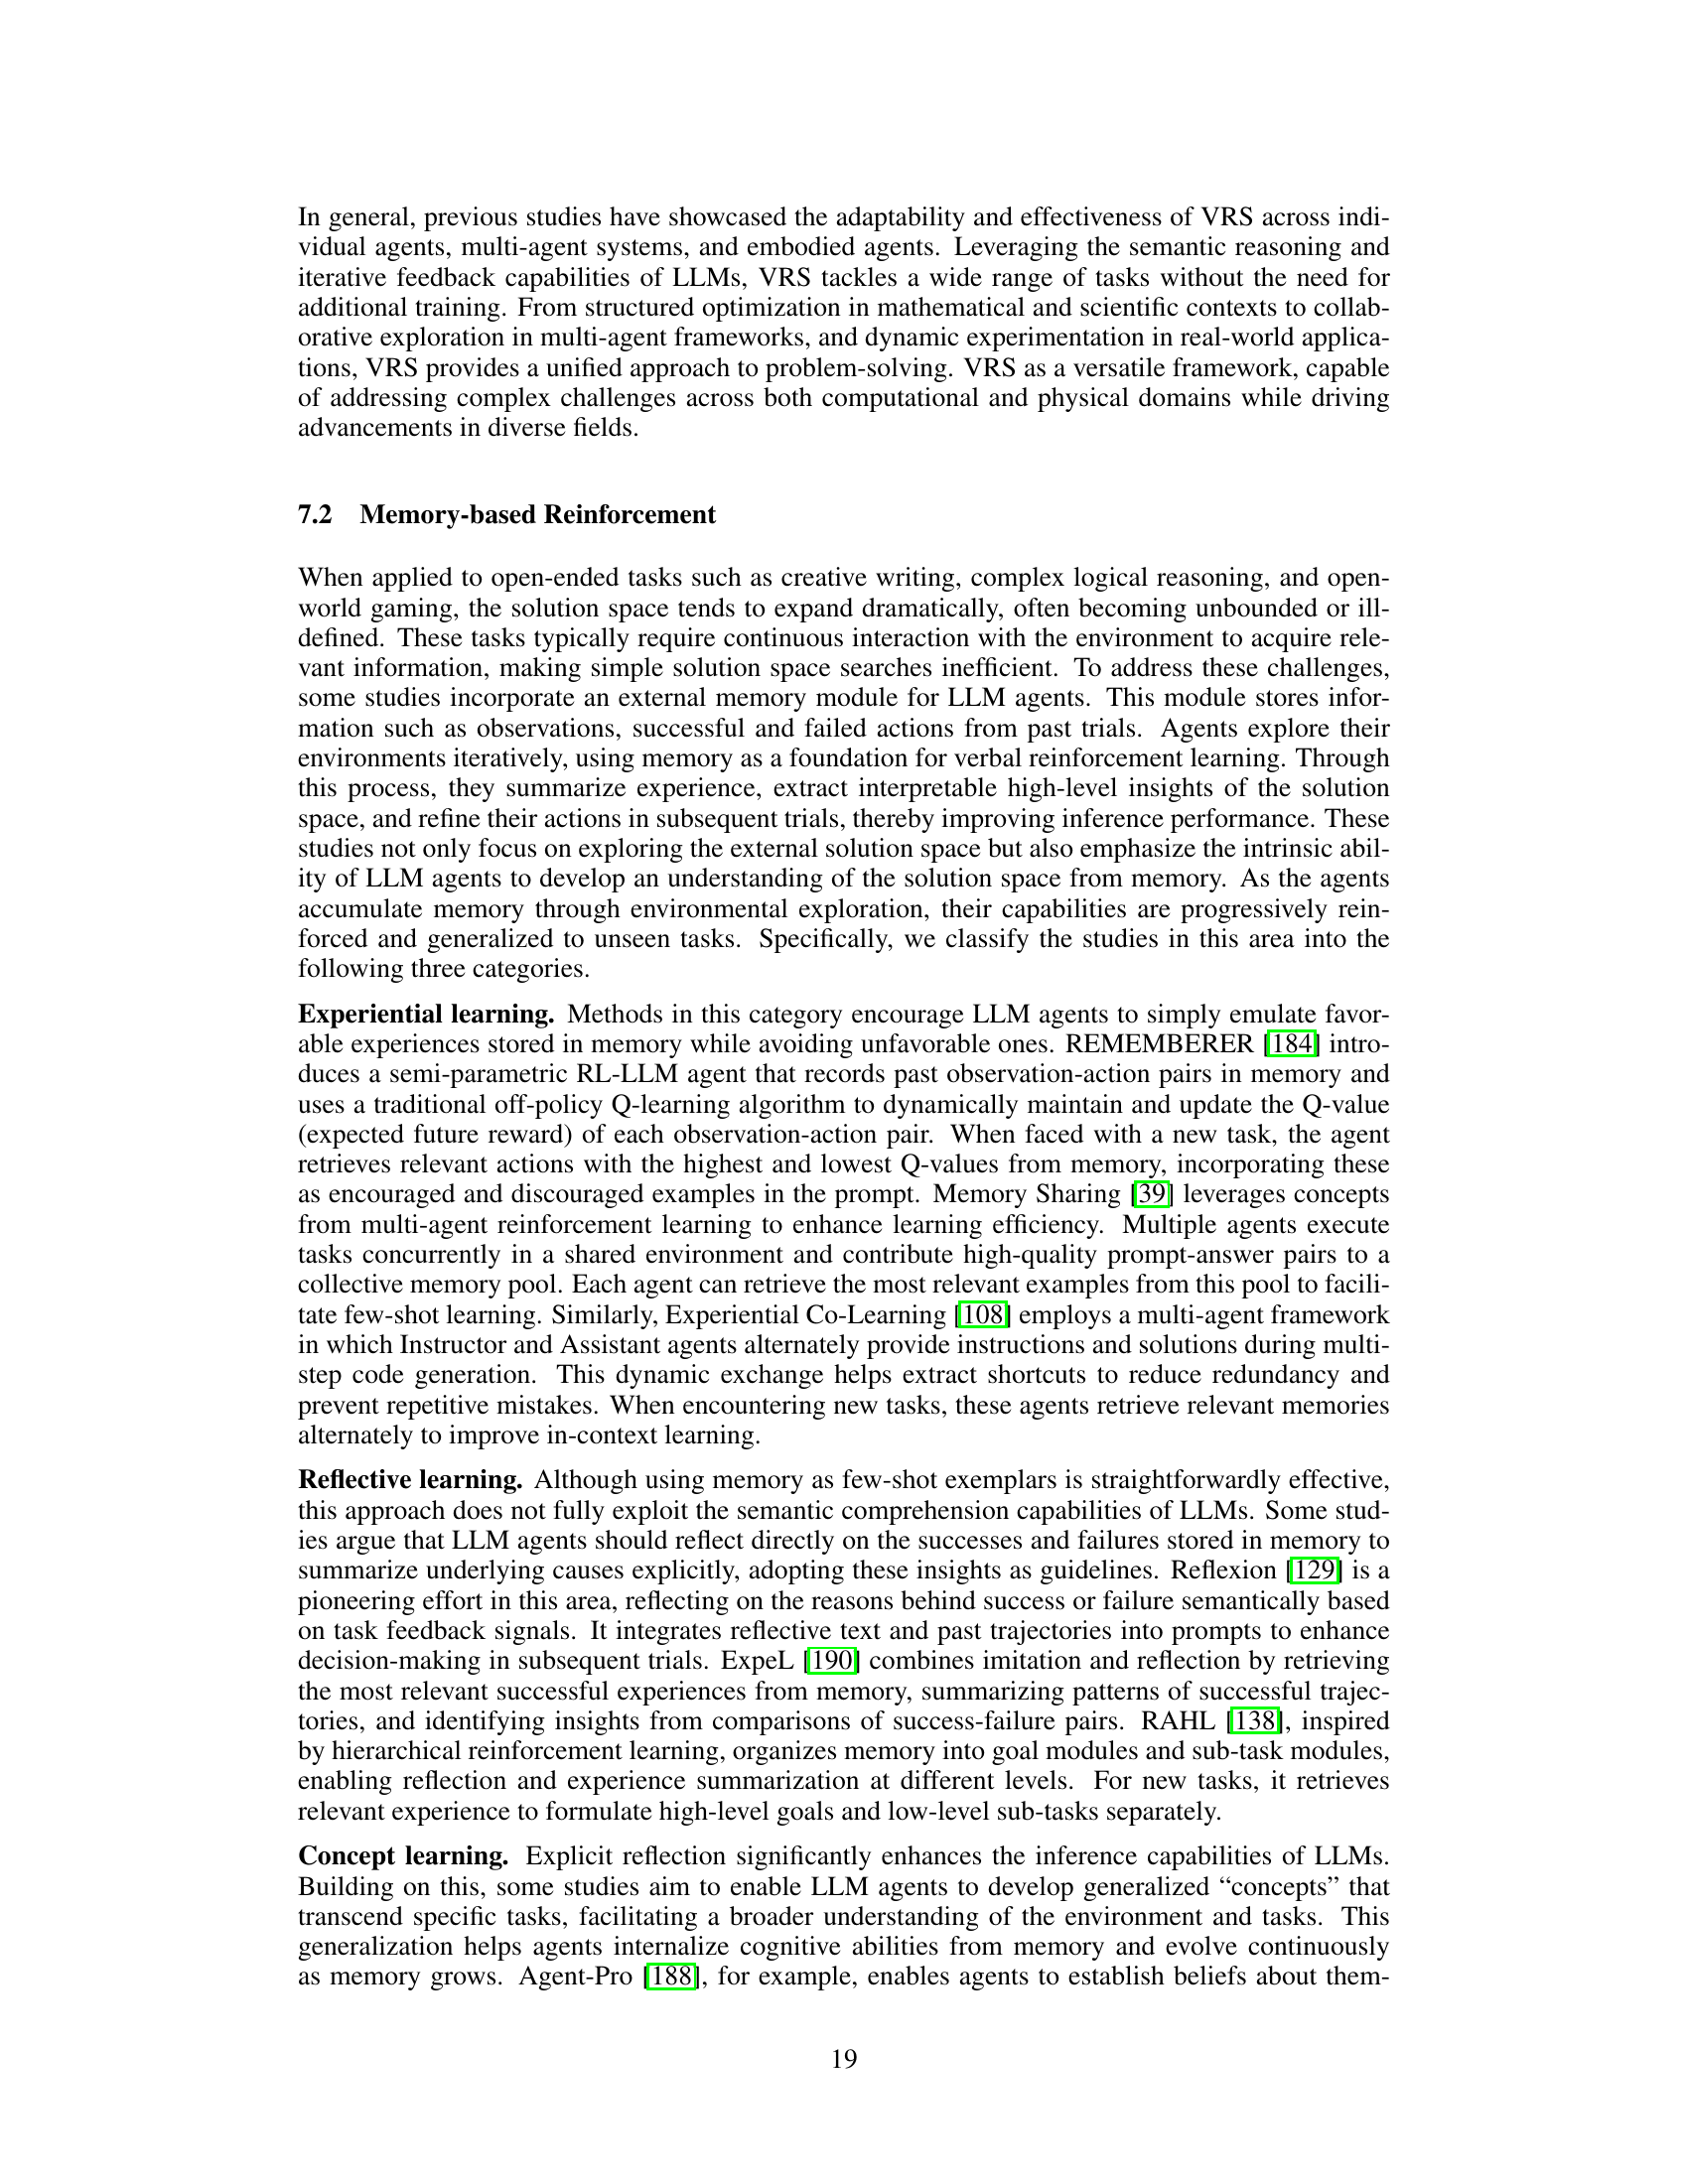 In general, previous studies have showcased the adaptability and effectiveness of VRS across indi-
vidual agents, multi-agent systems, and embodied agents. Leveraging the semantic reasoning and
iterative feedback capabilities of LLMs, VRS tackles a wide range of tasks without the need for
additional training. From structured optimization in mathematical and scientific contexts to collab-
orative exploration in multi-agent frameworks, and dynamic experimentation in real-world applica-
tions, VRS provides a unified approach to problem-solving. VRS as a versatile framework, capable
of addressing complex challenges across both computational and physical domains while driving
advancements in diverse fields.
7.2 Memory-based Reinforcement
When applied to open-ended tasks such as creative writing, complex logical reasoning, and open-
world gaming, the solution space tends to expand dramatically, often becoming unbounded or ill-
defined. These tasks typically require continuous interaction with the environment to acquire rele-
vant information, making simple solution space searches inefficient. To address these challenges,
some studies incorporate an external memory module for LLM agents. This module stores infor-
mation such as observations, successful and failed actions from past trials. Agents explore their
environments iteratively, using memory as a foundation for verbal reinforcement learning. Through
this process, they summarize experience, extract interpretable high-level insights of the solution
space, and refine their actions in subsequent trials, thereby improving inference performance. These
studies not only focus on exploring the external solution space but also emphasize the intrinsic abil-
ity of LLM agents to develop an understanding of the solution space from memory. As the agents
accumulate memory through environmental exploration, their capabilities are progressively rein-
forced and generalized to unseen tasks. Specifically, we classify the studies in this area into the
following three categories.
Experiential learning. Methods in this category encourage LLM agents to simply emulate favor-
able experiences stored in memory while avoiding unfavorable ones. REMEMBERER [184] intro-
duces a semi-parametric RL-LLM agent that records past observation-action pairs in memory and
uses a traditional off-policy Q-learning algorithm to dynamically maintain and update the Q-value
(expected future reward) of each observation-action pair. When faced with a new task, the agent
retrieves relevant actions with the highest and lowest Q-values from memory, incorporating these
as encouraged and discouraged examples in the prompt. Memory Sharing [39] leverages concepts
from multi-agent reinforcement learning to enhance learning efficiency. Multiple agents execute
tasks concurrently in a shared environment and contribute high-quality prompt-answer pairs to a
collective memory pool. Each agent can retrieve the most relevant examples from this pool to facili-
tate few-shot learning. Similarly, Experiential Co-Learning [108] employs a multi-agent framework
in which Instructor and Assistant agents alternately provide instructions and solutions during multi-
step code generation. This dynamic exchange helps extract shortcuts to reduce redundancy and
prevent repetitive mistakes. When encountering new tasks, these agents retrieve relevant memories
alternately to improve in-context learning.
Reflective learning. Although using memory as few-shot exemplars is straightforwardly effective,
this approach does not fully exploit the semantic comprehension capabilities of LLMs. Some stud-
ies argue that LLM agents should reflect directly on the successes and failures stored in memory to
summarize underlying causes explicitly, adopting these insights as guidelines. Reflexion [129] is a
pioneering effort in this area, reflecting on the reasons behind success or failure semantically based
on task feedback signals. It integrates reflective text and past trajectories into prompts to enhance
decision-making in subsequent trials. ExpeL [190] combines imitation and reflection by retrieving
the most relevant successful experiences from memory, summarizing patterns of successful trajec-
tories, and identifying insights from comparisons of success-failure pairs. RAHL [138], inspired
by hierarchical reinforcement learning, organizes memory into goal modules and sub-task modules,
enabling reflection and experience summarization at different levels. For new tasks, it retrieves
relevant experience to formulate high-level goals and low-level sub-tasks separately.
Concept learning. Explicit reflection significantly enhances the inference capabilities of LLMs.
Building on this, some studies aim to enable LLM agents to develop generalized “concepts” that
transcend specific tasks, facilitating a broader understanding of the environment and tasks. This
generalization helps agents internalize cognitive abilities from memory and evolve continuously
as memory grows. Agent-Pro [188], for example, enables agents to establish beliefs about them-
19